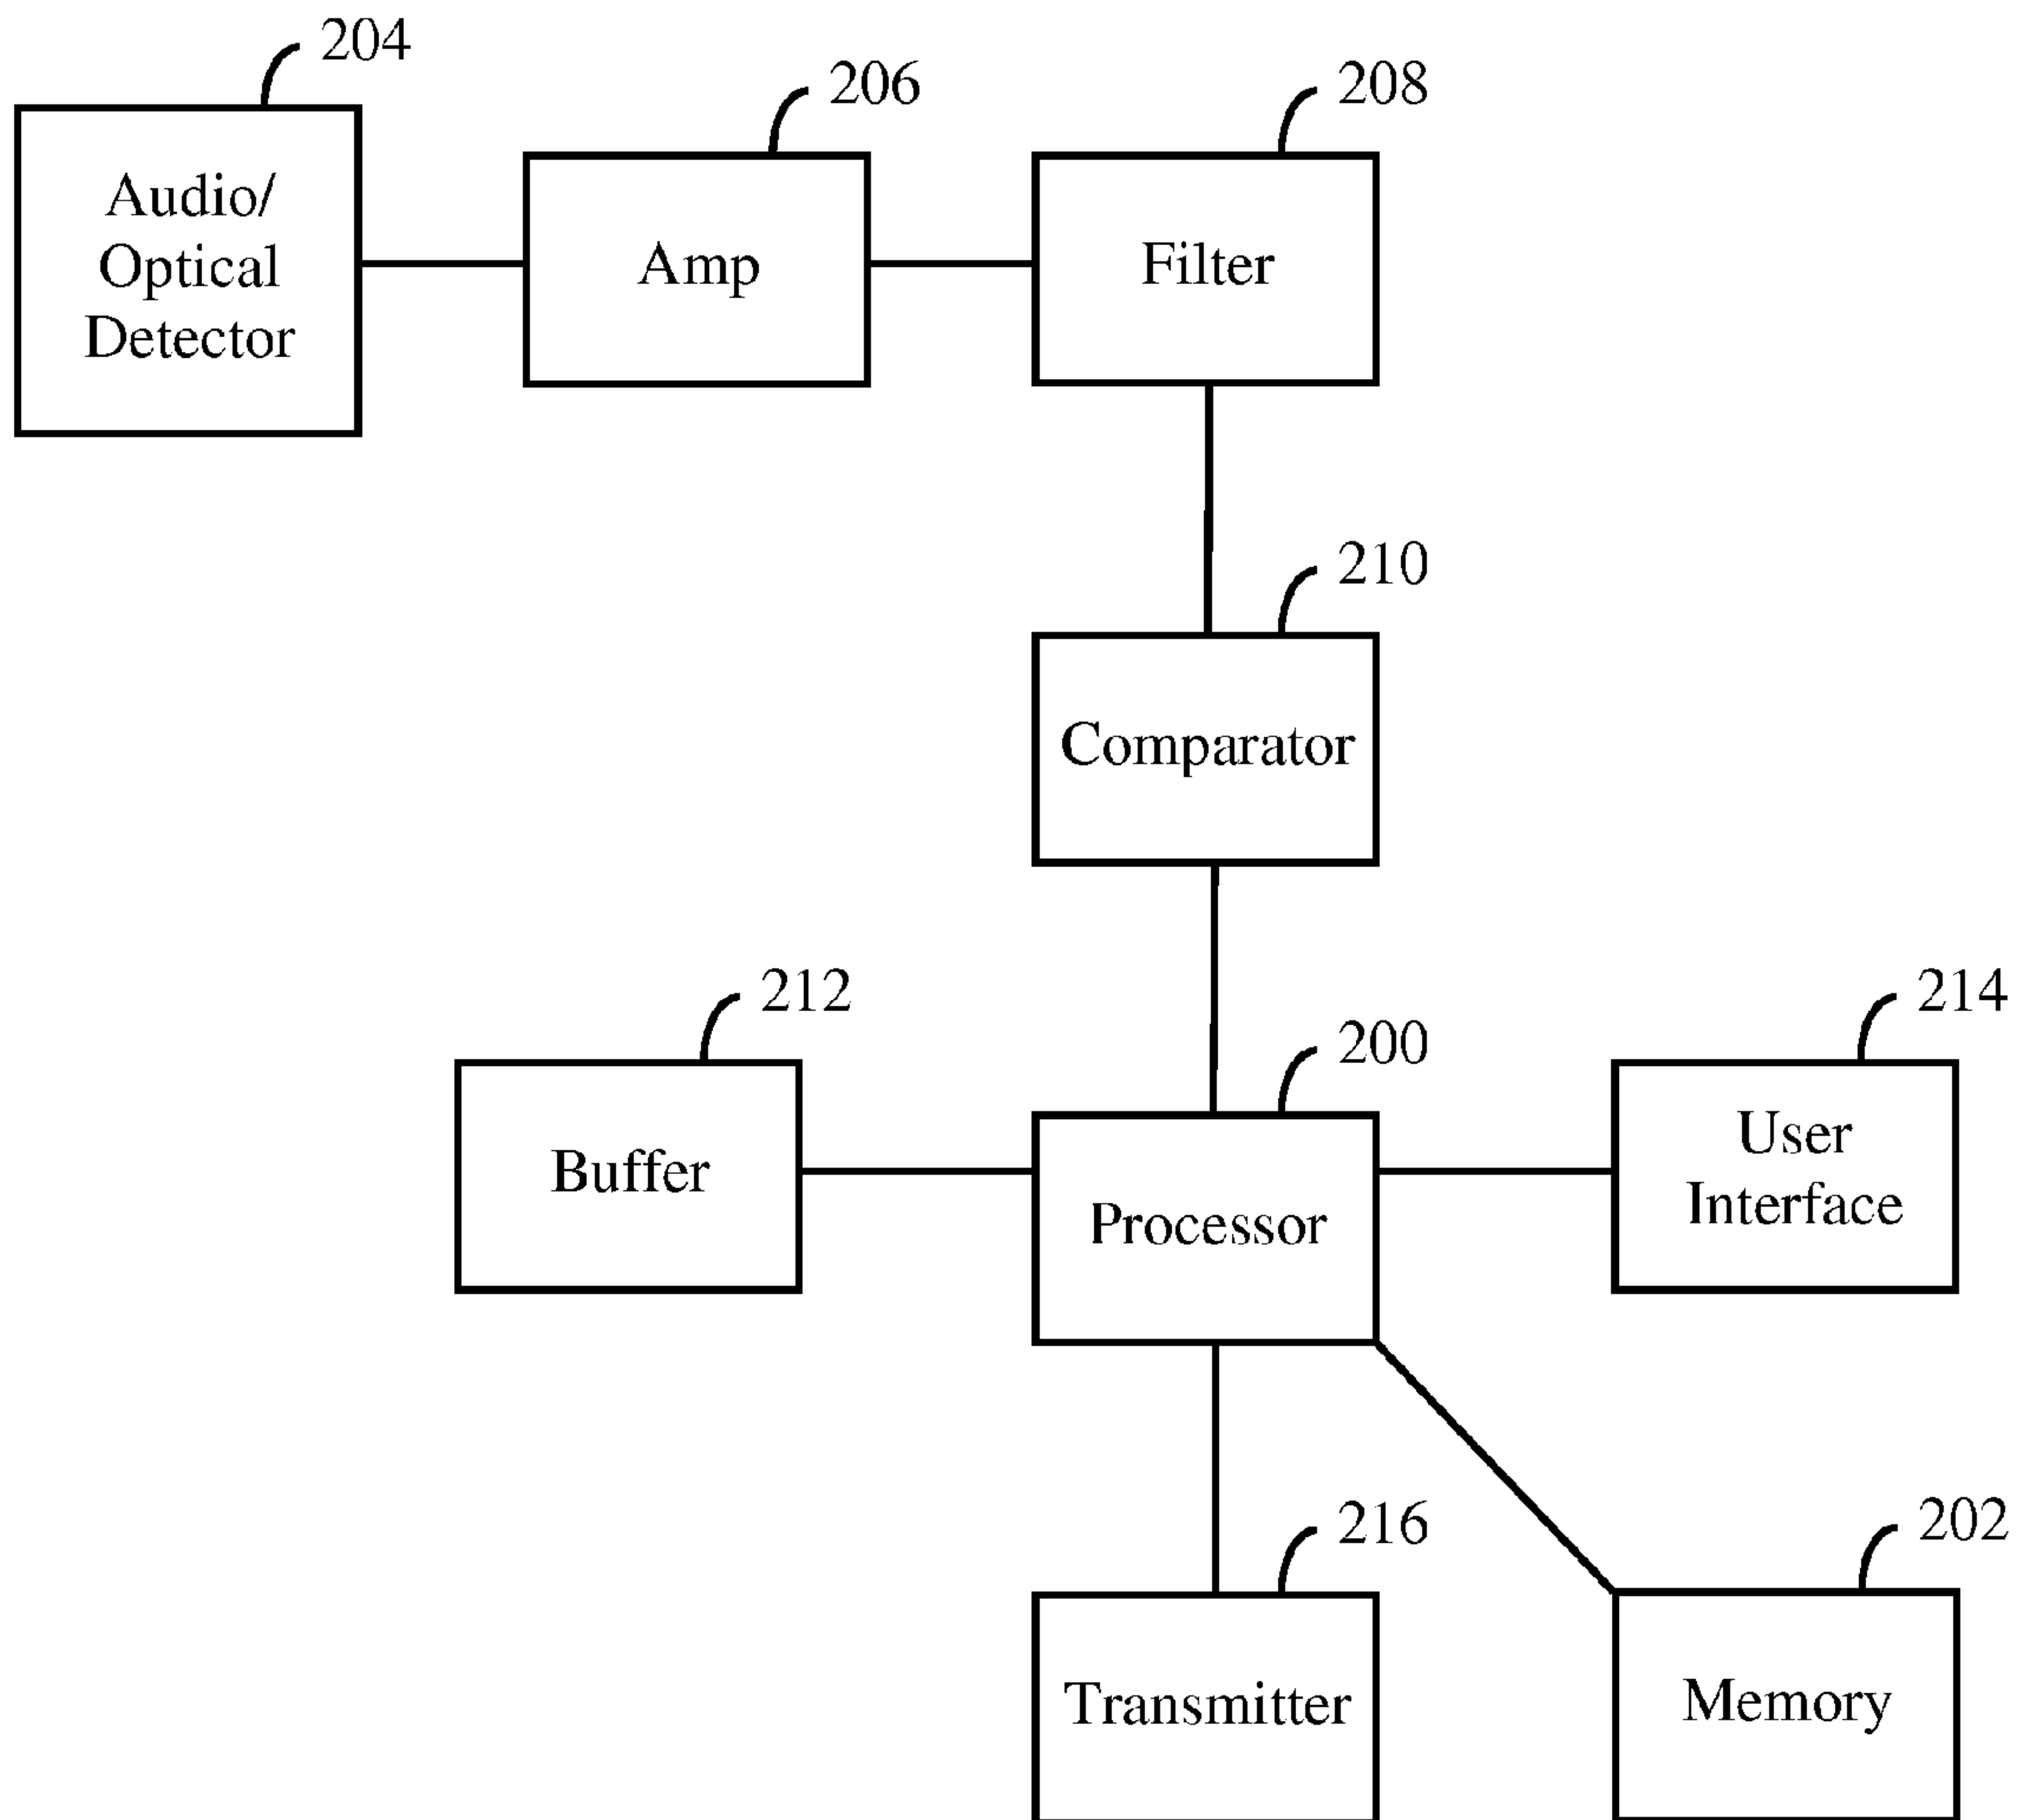 204
Audio/
Optical
Detector
206
Amp
208
Filter
210
Comparator
212
Buffer
200
Processor
214
User
Interface
216
Transmitter
202
Memory